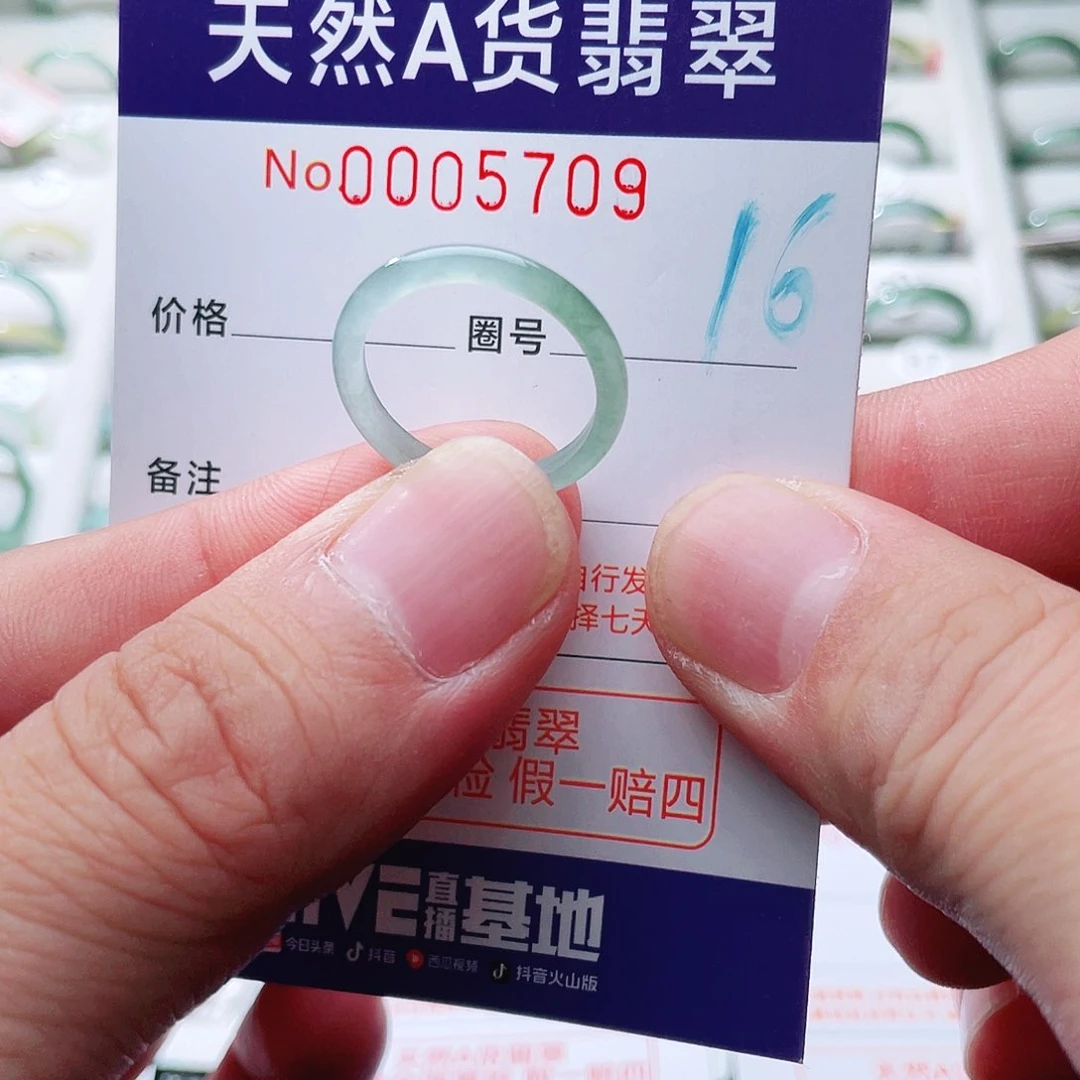 天然A货翡翠
No.0005709
价格 圈号 16
备注
行发
择七天
翡翠
检 假一赔四
直播基地
今日头条 抖音 西瓜视频 抖音火山版